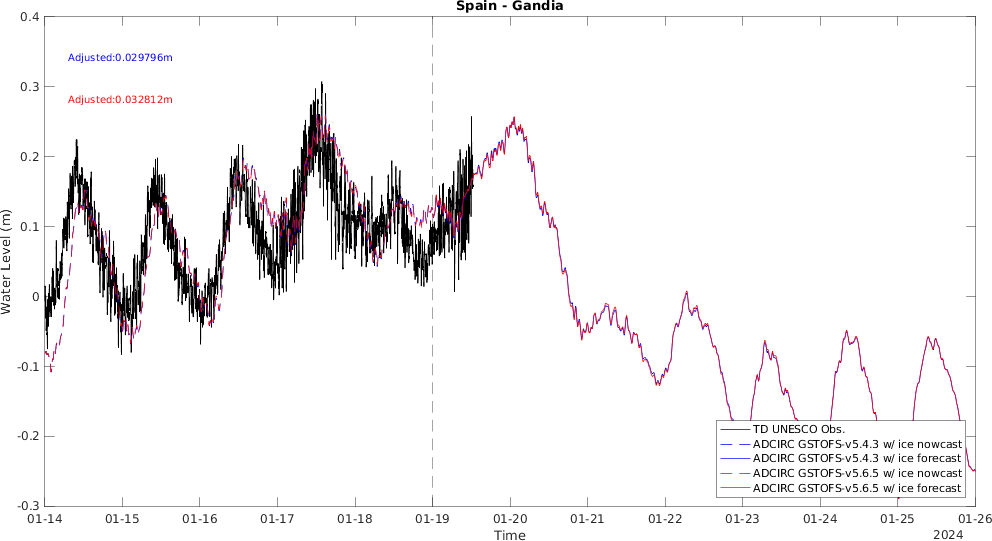 Spain - Gandia
Adjusted:0.029796m
Adjusted:0.032812m
Water Level (m)
0.4
0.3
0.2
0.1
0
-0.1
-0.2
-0.3
TD UNESCO Obs.
ADCIRC GSTOFS-v5.4.3 w/ ice nowcast
ADCIRC GSTOFS-v5.4.3 w/ ice forecast
ADCIRC GSTOFS-v5.6.5 w/ ice nowcast
ADCIRC GSTOFS-v5.6.5 w/ ice forecast
01-14 01-15 01-16 01-17 01-18 01-19 01-20 01-21 01-22 01-23 01-24 01-25 01-26
Time
2024